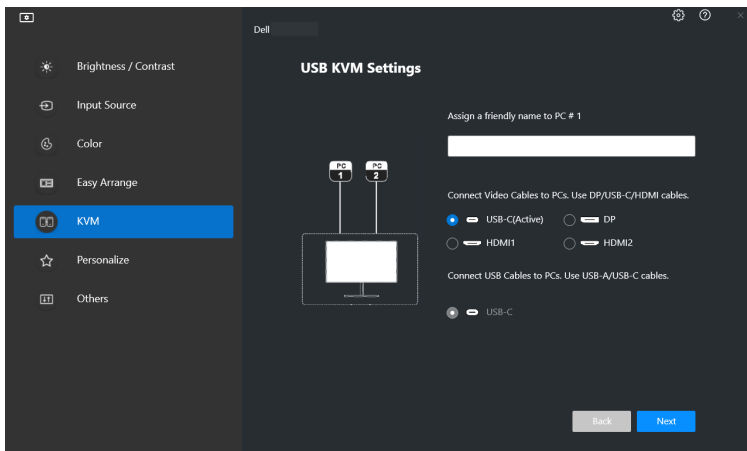 Dell
Brightness / Contrast
Input Source
Color
Easy Arrange
KVM
Personalize
Others
USB KVM Settings
PC 1
PC 2
Assign a friendly name to PC # 1
Connect Video Cables to PCs. Use DP/USB-C/HDMI cables.
USB-C(Active) DP
HDMI1 HDMI2
Connect USB Cables to PCs. Use USB-A/USB-C cables.
USB-C
Back Next